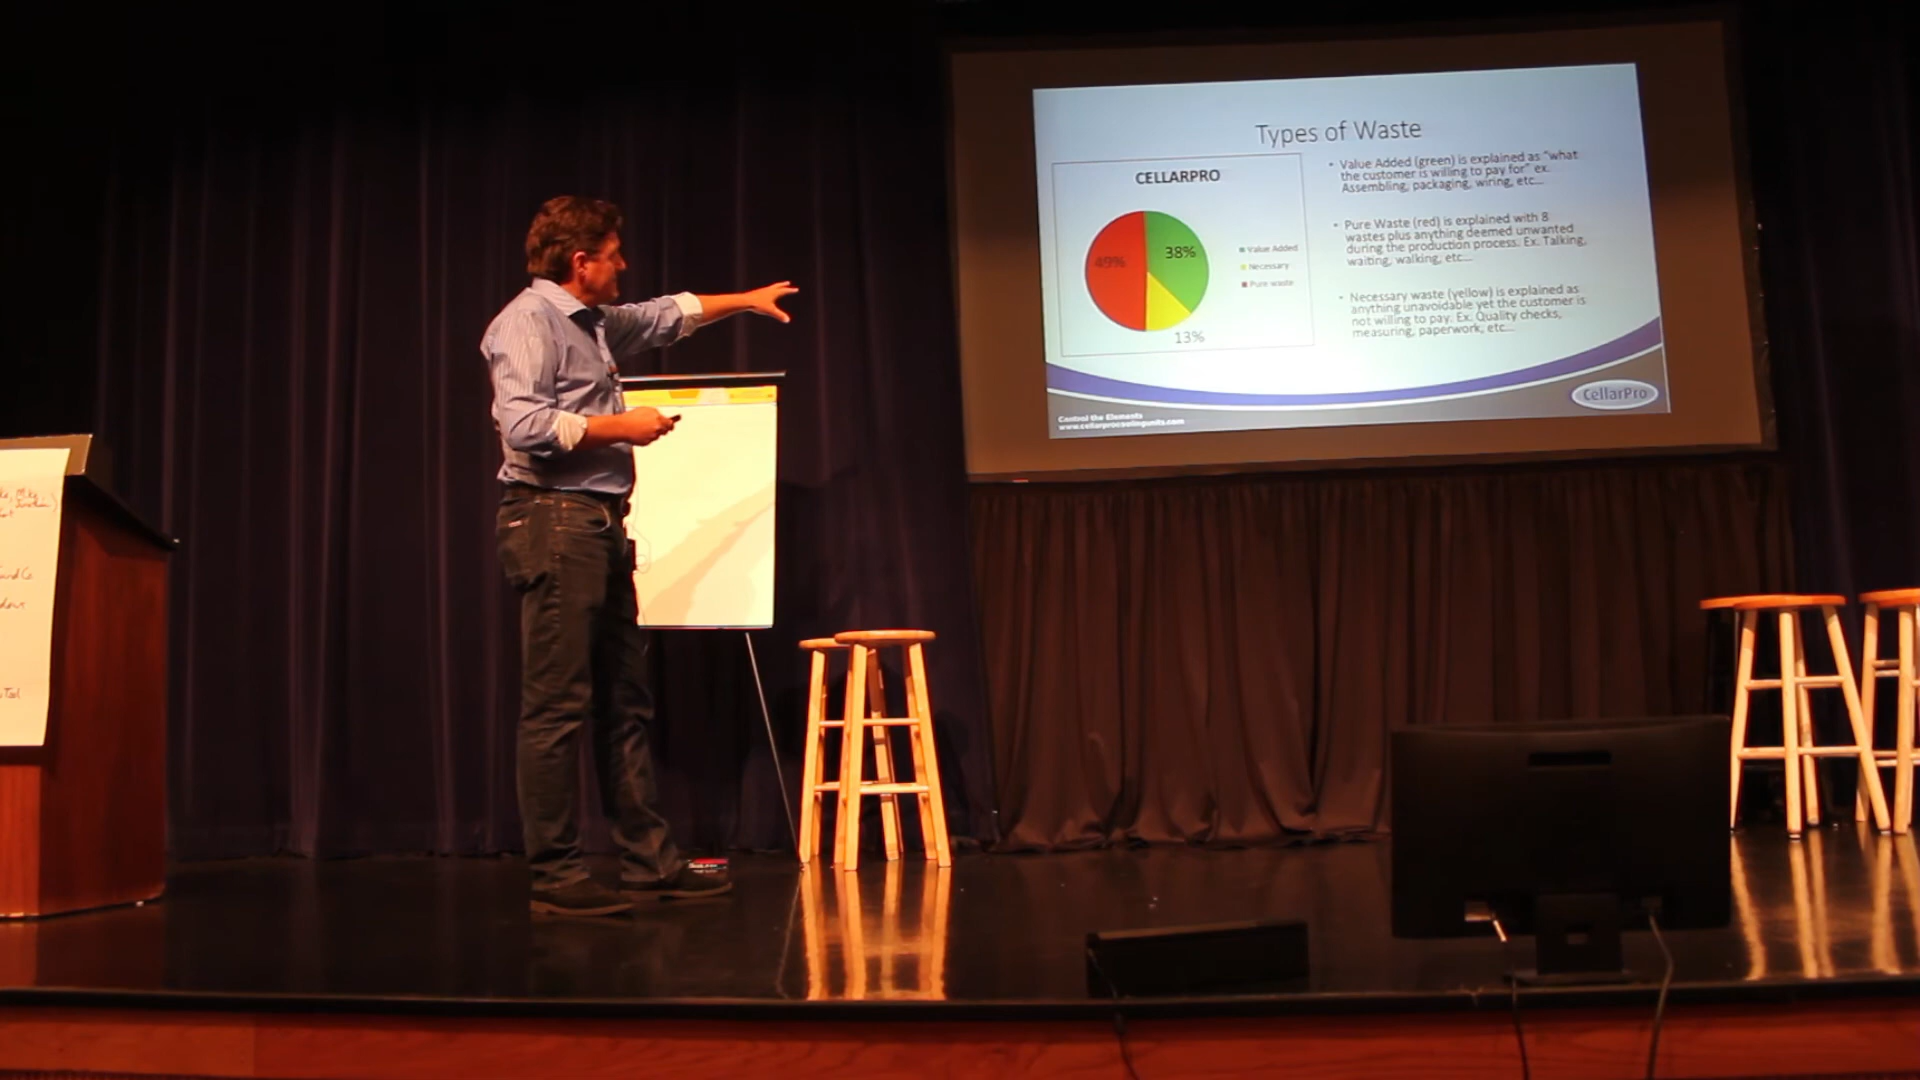 Types of Waste
CELLARPRO
49%
38%
13%
Value Added
Necessary
Pure waste
• Value Added (green) is explained as "what
the customer is willing to pay for" ex.
Assembling, packaging, wiring, etc...
• Pure Waste (red) is explained with 8
wastes plus anything deemed unwanted
during the production process. Ex. Talking,
waiting, walking, etc...
• Necessary waste (yellow) is explained as
anything unavoidable yet the customer is
not willing to pay. Ex. Quality checks,
measuring, paperwork, etc...
Control the Elements
www.cellarprocoolingunits.com
CellarPro
Mike,
Tool